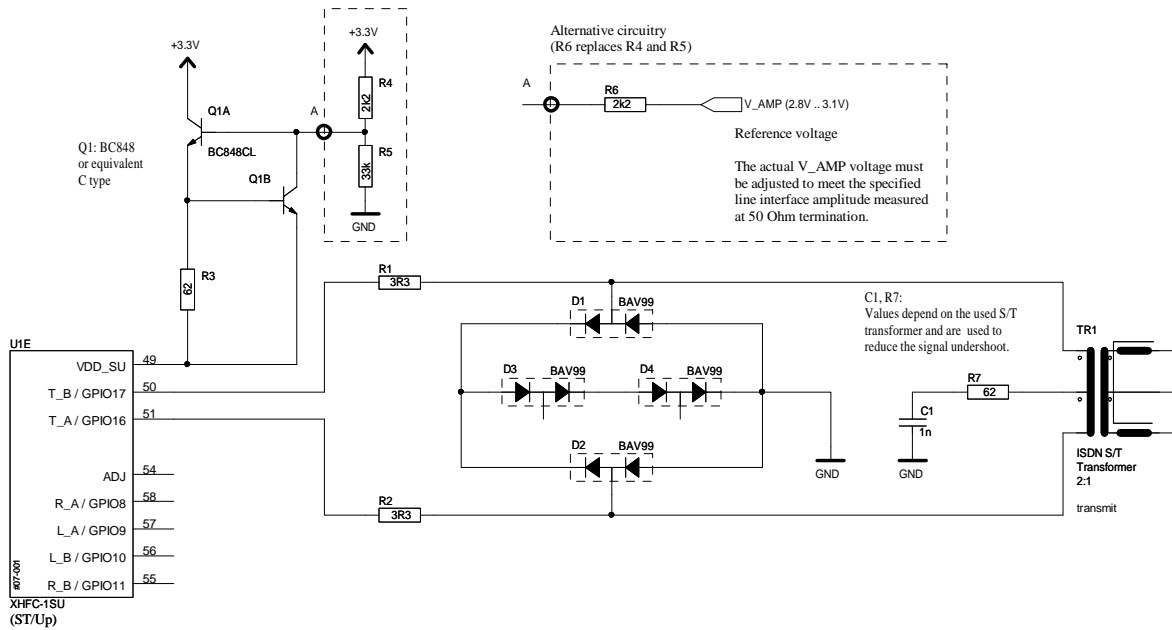 +3.3V
Q1A
BC848CL
Q1: BC848
or equivalent
C type
Q1B
R3
62
+3.3V
R4
2k2
A
R5
33k
GND
Alternative circuitry
(R6 replaces R4 and R5)
A
R6
2k2
V_AMP (2.8V .. 3.1V)
Reference voltage
The actual V_AMP voltage must
be adjusted to meet the specified
line interface amplitude measured
at 50 Ohm termination.
R1
3R3
D1
BAV99
D3
BAV99
D4
BAV99
D2
BAV99
R2
3R3
GND
C1, R7:
Values depend on the used S/T
transformer and are used to
reduce the signal undershoot.
R7
62
C1
1n
GND
TR1
ISDN S/T
Transformer
2:1
transmit
U1E
VDD_SU 49
T_B / GPIO17 50
T_A / GPIO16 51
ADJ 54
R_A / GPIO8 58
L_A / GPIO9 57
L_B / GPIO10 56
R_B / GPIO11 55
#07-001
XHFC-1SU
(ST/Up)